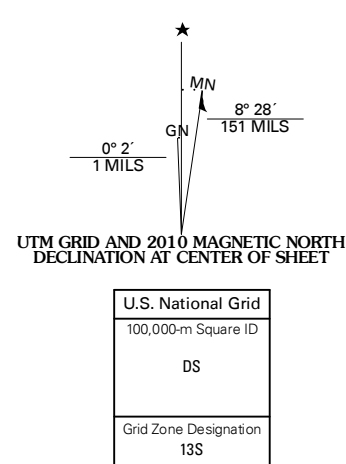 ★
MN
8° 28´
151 MILS
GN
0° 2´
1 MILS
UTM GRID AND 2010 MAGNETIC NORTH
DECLINATION AT CENTER OF SHEET
U.S. National Grid
100,000-m Square ID
DS
Grid Zone Designation
13S